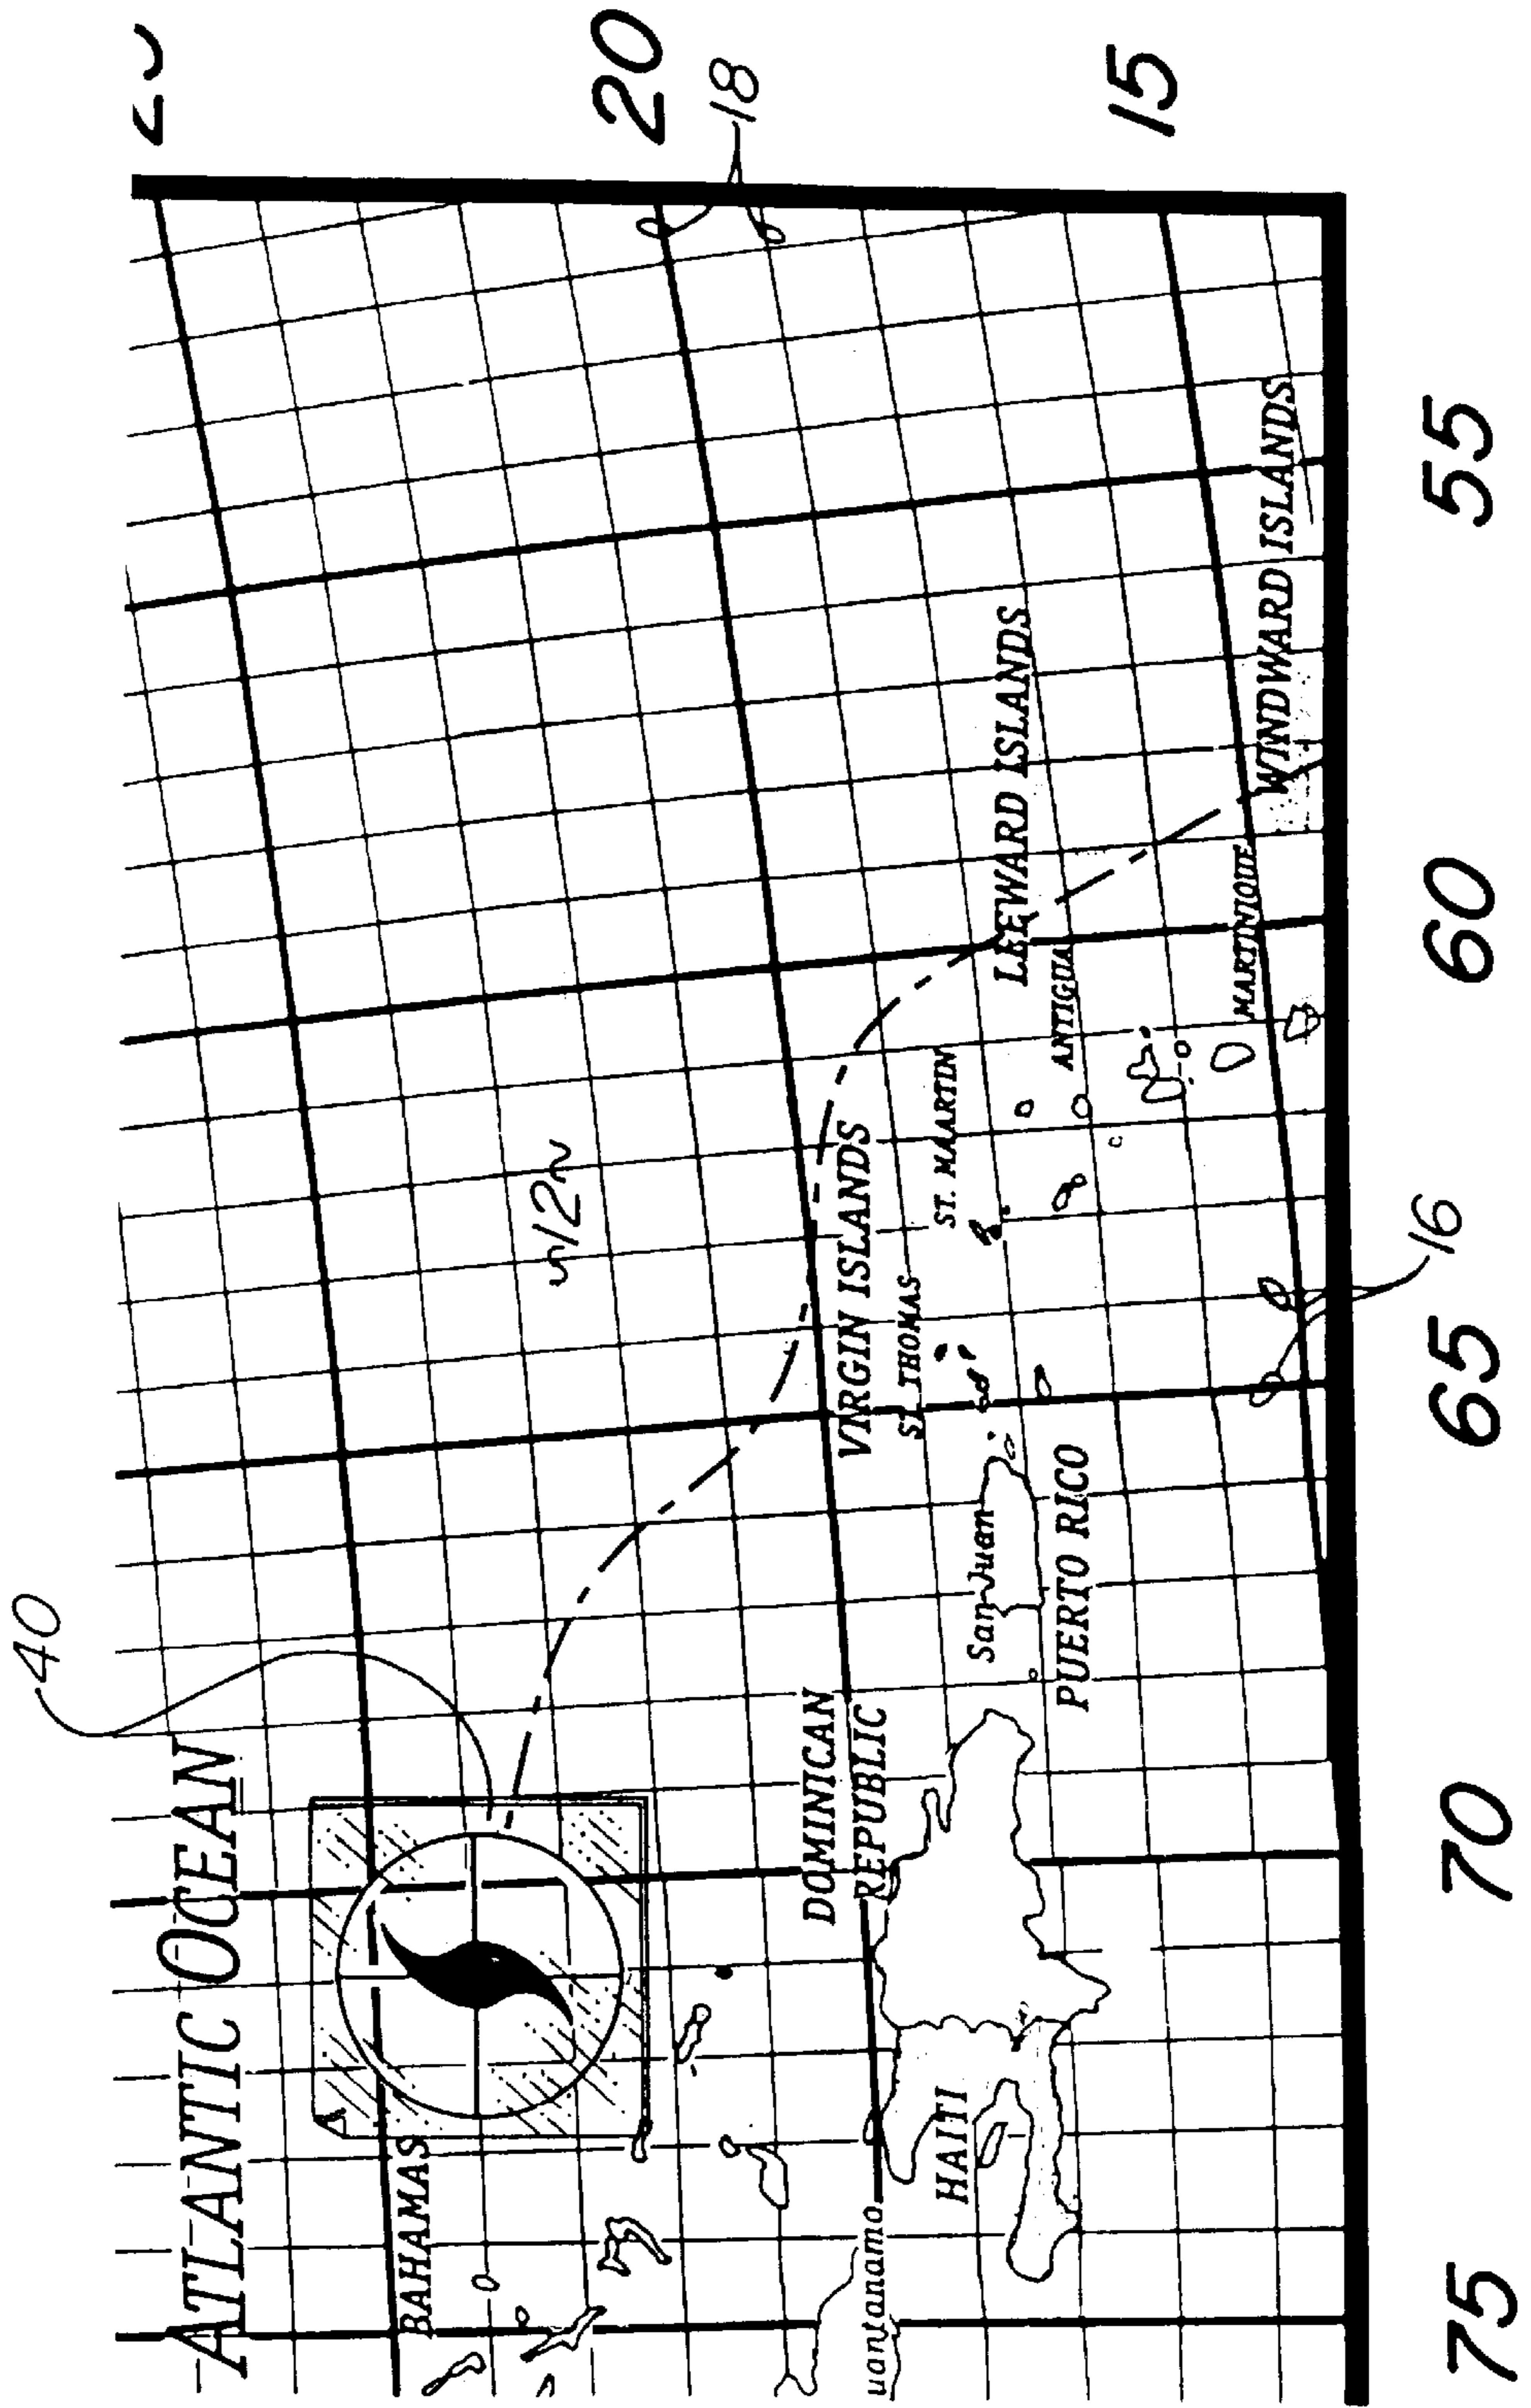 40
ATLANTIC OCEAN
BAHAMAS
12
20
18
15
DOMINICAN
REPUBLIC
VIRGIN ISLANDS
ST. THOMAS
ST. MAARTIN
LEEWARD ISLANDS
ANTIGUA
uantanamo
HAITI
San Juan
PUERTO RICO
MARTINIQUE
WINDWARD ISLANDS
16
75
70
65
60
55